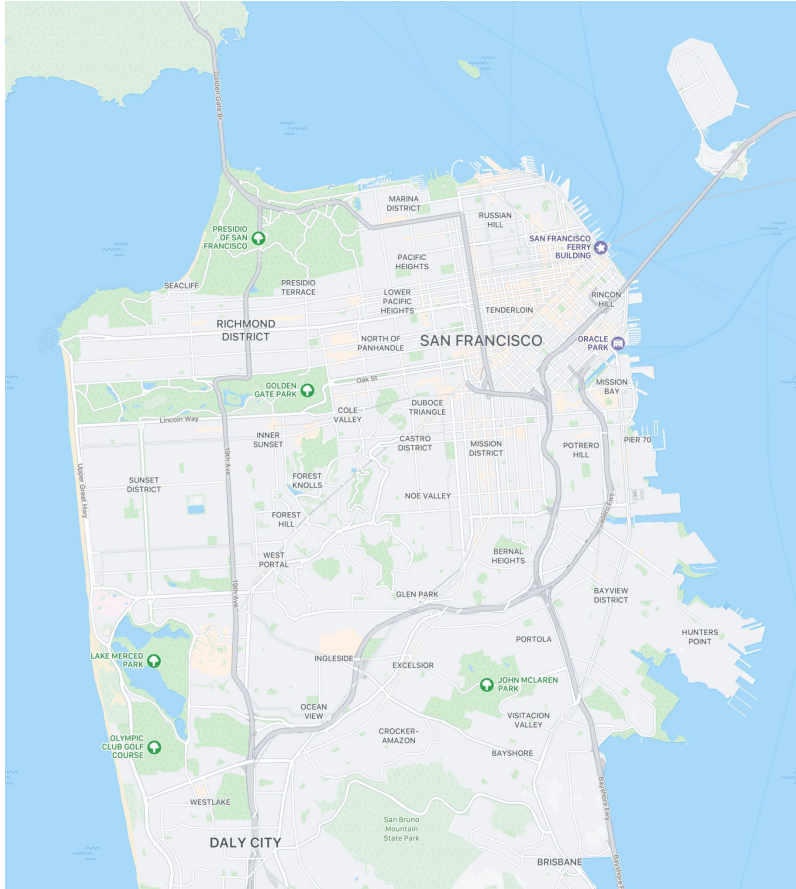 Golden Gate Br
MARINA
DISTRICT
RUSSIAN
HILL
PRESIDIO
OF SAN
FRANCISCO
SAN FRANCISCO
FERRY
BUILDING
PACIFIC
HEIGHTS
SEACLIFF
PRESIDIO
TERRACE
LOWER
PACIFIC
HEIGHTS
RINCON
HILL
TENDERLOIN
RICHMOND
DISTRICT
NORTH OF
PANHANDLE
SAN FRANCISCO
ORACLE
PARK
GOLDEN
GATE PARK
Oak St
MISSION
BAY
COLE
VALLEY
DUBOCE
TRIANGLE
Lincoln Way
INNER
SUNSET
CASTRO
DISTRICT
MISSION
DISTRICT
POTRERO
HILL
PIER 70
19th Ave
Upper Great Hwy
SUNSET
DISTRICT
FOREST
KNOLLS
NOE VALLEY
FOREST
HILL
WEST
PORTAL
BERNAL
HEIGHTS
19th Ave
GLEN PARK
BAYVIEW
DISTRICT
PORTOLA
HUNTERS
POINT
LAKE MERCED
PARK
INGLESIDE
EXCELSIOR
JOHN MCLAREN
PARK
OCEAN
VIEW
VISITACION
VALLEY
OLYMPIC
CLUB GOLF
COURSE
CROCKER-
AMAZON
BAYSHORE
Bayshore Fwy
WESTLAKE
San Bruno
Mountain
State Park
DALY CITY
BRISBANE